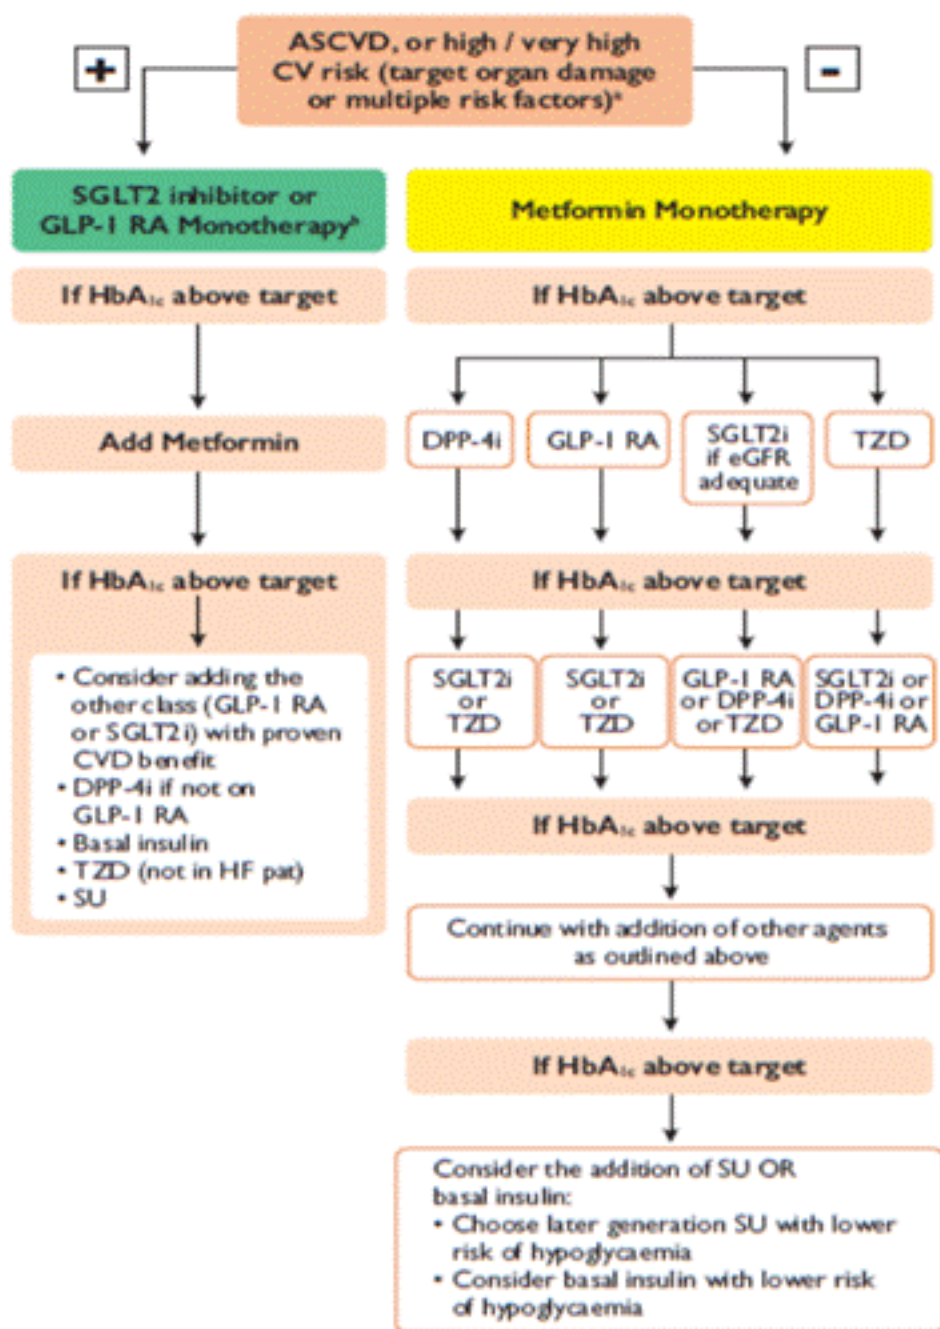 ASCVD, or high / very high
CV risk (target organ damage
or multiple risk factors)ᵃ
+
-
SGLT2 inhibitor or
GLP-1 RA Monotherapyᵇ
Metformin Monotherapy
If HbA₁c above target
If HbA₁c above target
DPP-4i
GLP-1 RA
SGLT2i
if eGFR
adequate
TZD
Add Metformin
If HbA₁c above target
If HbA₁c above target
• Consider adding the
other class (GLP-1 RA
or SGLT2i) with proven
CVD benefit
• DPP-4i if not on
GLP-1 RA
• Basal insulin
• TZD (not in HF pat)
• SU
SGLT2i
or
TZD
SGLT2i
or
TZD
GLP-1 RA
or DPP-4i
or TZD
SGLT2i or
DPP-4i or
GLP-1 RA
If HbA₁c above target
Continue with addition of other agents
as outlined above
If HbA₁c above target
Consider the addition of SU OR
basal insulin:
• Choose later generation SU with lower
risk of hypoglycaemia
• Consider basal insulin with lower risk
of hypoglycaemia